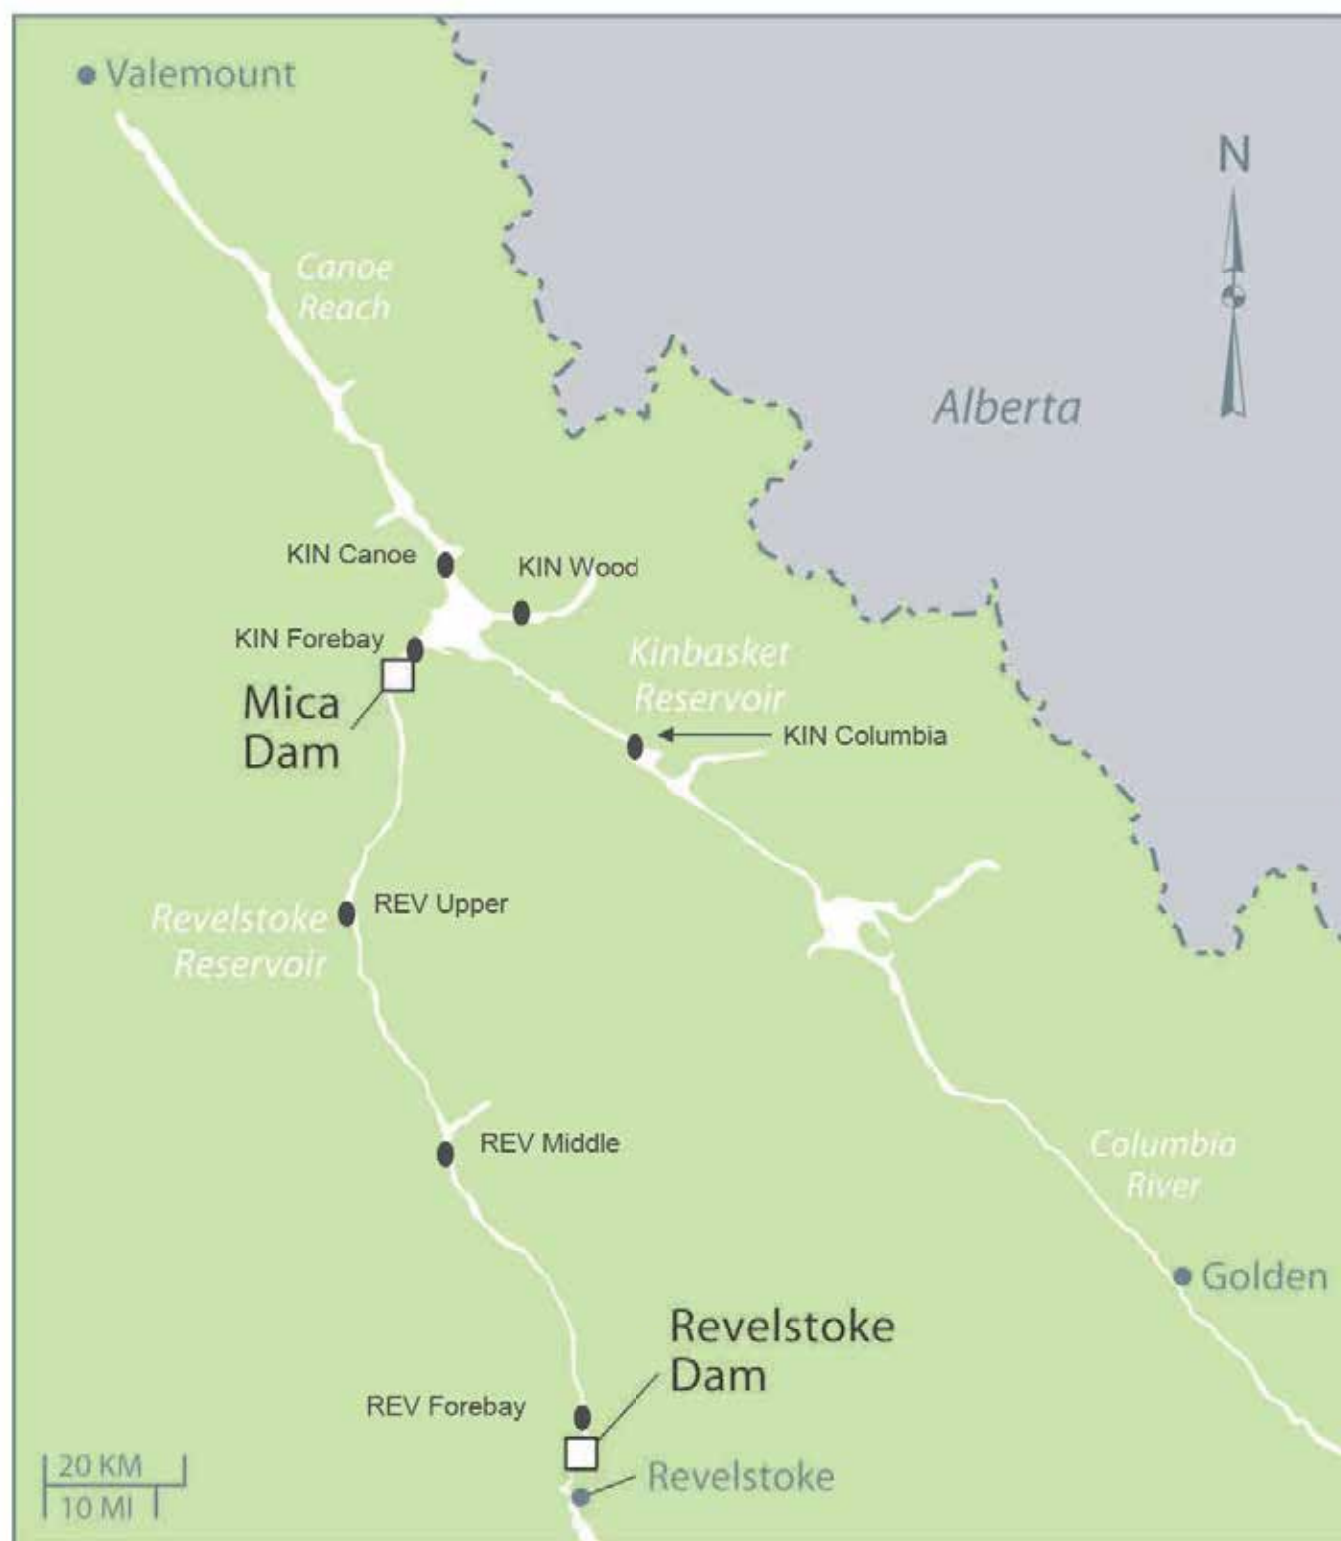 Valemount
N
Canoe
Reach
Alberta
KIN Canoe
KIN Wood
KIN Forebay
Kinbasket
Reservoir
Mica
Dam
KIN Columbia
REV Upper
Revelstoke
Reservoir
REV Middle
Columbia
River
Golden
Revelstoke
Dam
REV Forebay
20 KM
10 MI
Revelstoke